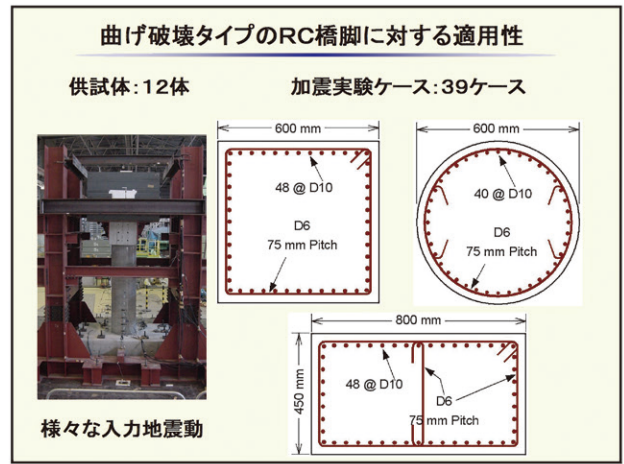 曲げ破壊タイプのRC橋脚に対する適用性
供試体：12体
加震実験ケース：39ケース
600 mm
48 @ D10
D6
75 mm Pitch
600 mm
40 @ D10
D6
75 mm Pitch
800 mm
450 mm
48 @ D10
D6
75 mm Pitch
様々な入力地震動